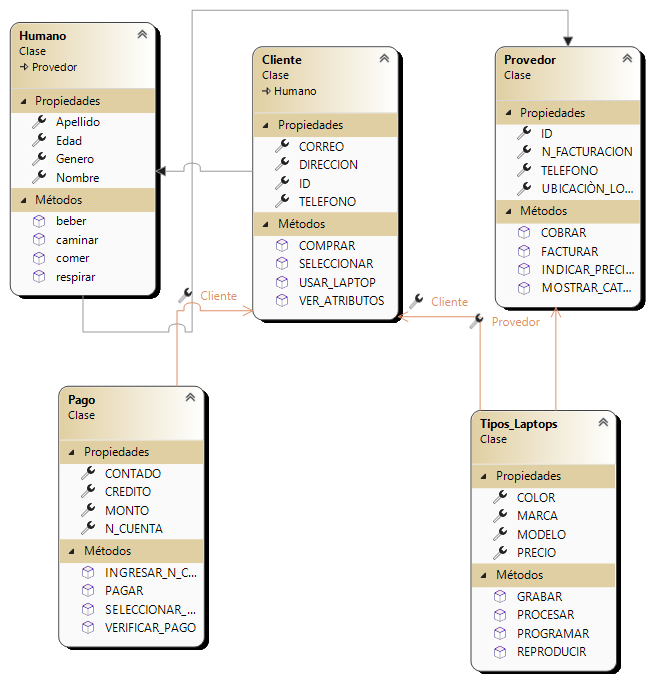 Humano
Clase
Provedor
Propiedades
Apellido
Edad
Genero
Nombre
Métodos
beber
caminar
comer
respirar
Cliente
Clase
Humano
Propiedades
CORREO
DIRECCION
ID
TELEFONO
Métodos
COMPRAR
SELECCIONAR
USAR_LAPTOP
VER_ATRIBUTOS
Provedor
Clase
Propiedades
ID
N_FACTURACION
TELEFONO
UBICACIÒN_LO...
Métodos
COBRAR
FACTURAR
INDICAR_PRECI...
MOSTRAR_CAT...
Cliente
Cliente
Provedor
Pago
Clase
Propiedades
CONTADO
CREDITO
MONTO
N_CUENTA
Métodos
INGRESAR_N_C...
PAGAR
SELECCIONAR_...
VERIFICAR_PAGO
Tipos_Laptops
Clase
Propiedades
COLOR
MARCA
MODELO
PRECIO
Métodos
GRABAR
PROCESAR
PROGRAMAR
REPRODUCIR